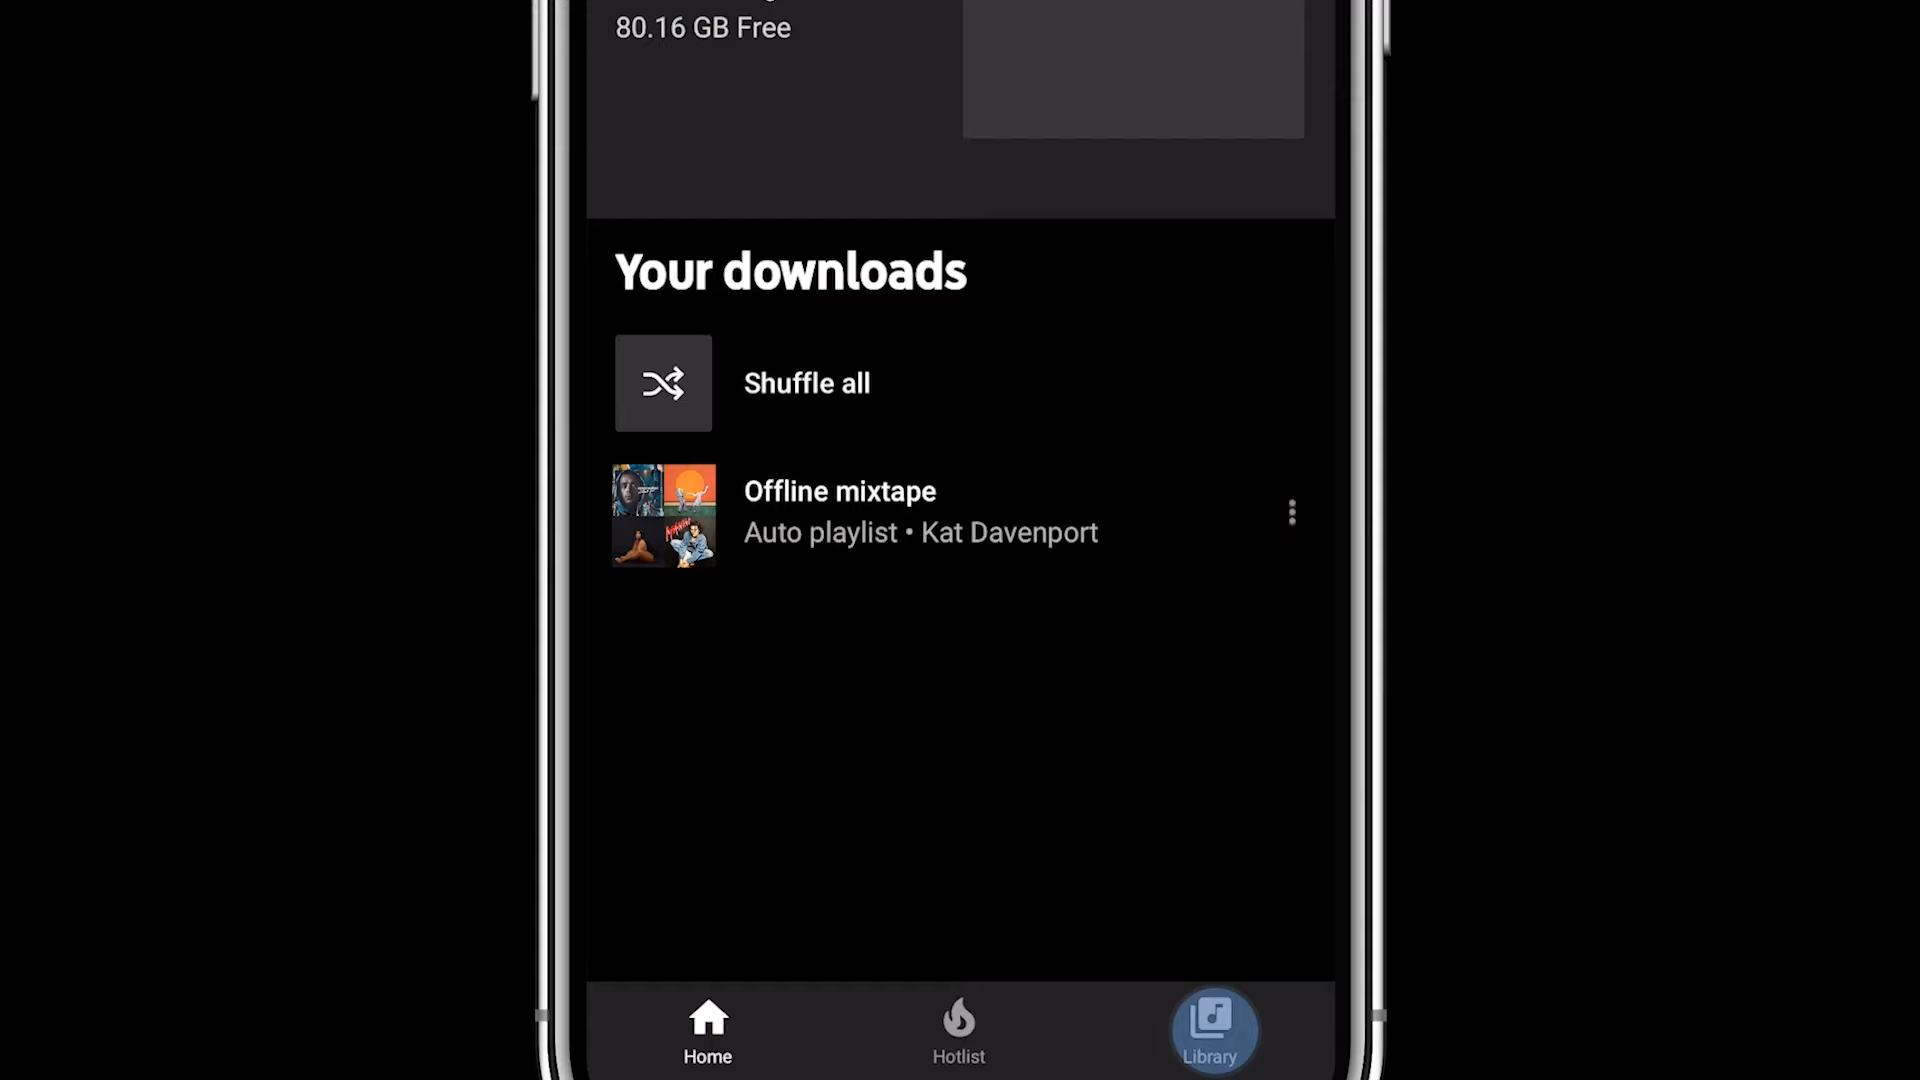 80.16 GB Free
Your downloads
Shuffle all
Offline mixtape
Auto playlist • Kat Davenport
Home
Hotlist
Library